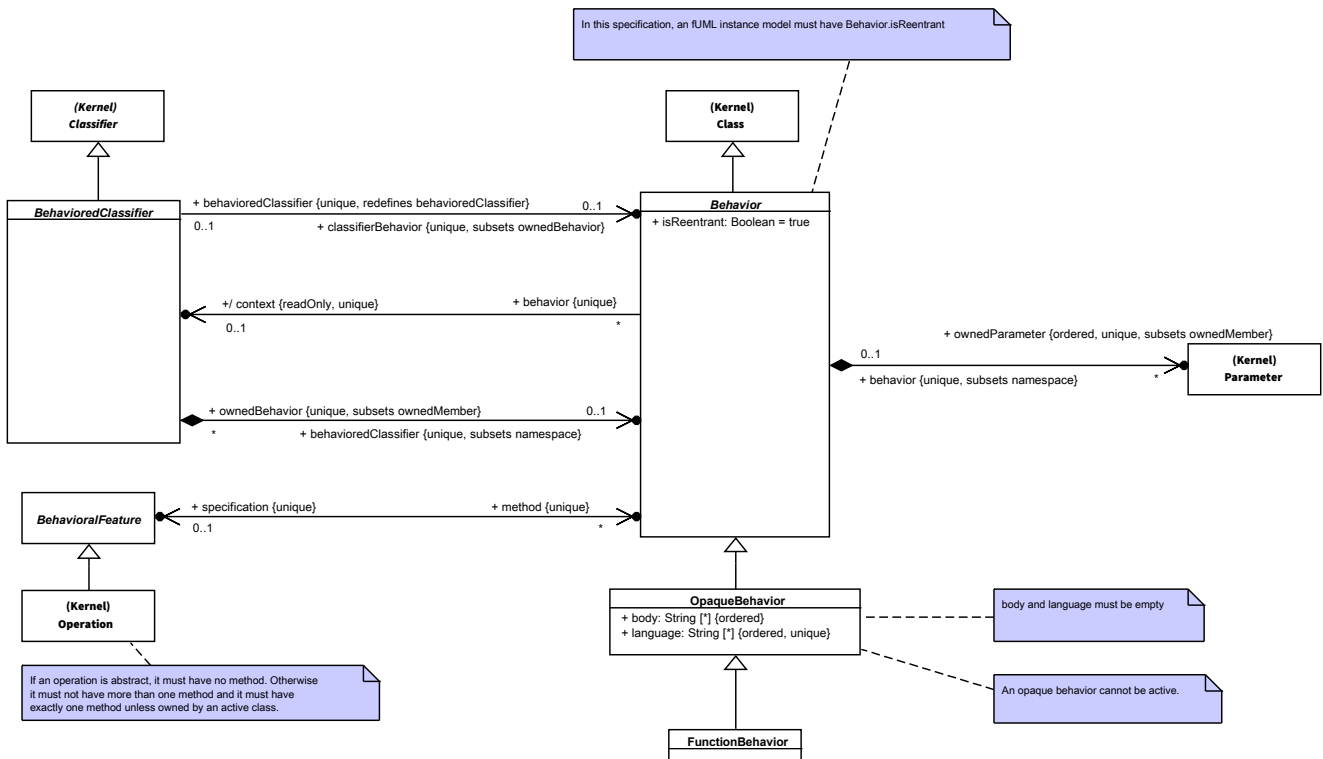 In this specification, an fUML instance model must have Behavior.isReentrant
(Kernel)
Classifier
(Kernel)
Class
BehavioredClassifier
+ behavioredClassifier {unique, redefines behavioredClassifier}
0..1
0..1
+ classifierBehavior {unique, subsets ownedBehavior}
Behavior
+ isReentrant: Boolean = true
+/ context {readOnly, unique}
+ behavior {unique}
0..1
*
+ ownedParameter {ordered, unique, subsets ownedMember}
0..1
+ behavior {unique, subsets namespace}
*
(Kernel)
Parameter
+ ownedBehavior {unique, subsets ownedMember}
0..1
*
+ behavioredClassifier {unique, subsets namespace}
BehavioralFeature
+ specification {unique}
+ method {unique}
0..1
*
(Kernel)
Operation
OpaqueBehavior
+ body: String [*] {ordered}
+ language: String [*] {ordered, unique}
body and language must be empty
If an operation is abstract, it must have no method. Otherwise
it must not have more than one method and it must have
exactly one method unless owned by an active class.
An opaque behavior cannot be active.
FunctionBehavior